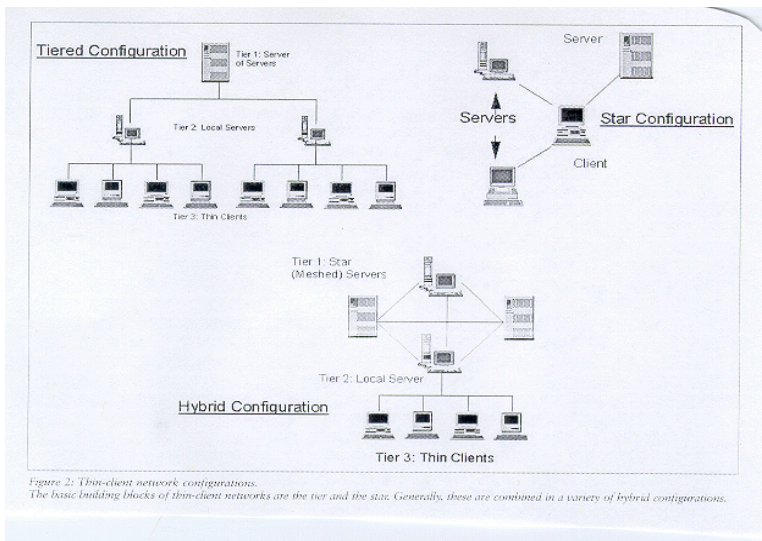 Tiered Configuration
Tier 1: Server
of Servers
Tier 2: Local Servers
Tier 3: Thin Clients
Server
Servers
Star Configuration
Client
Tier 1: Star
(Meshed) Servers
Tier 2: Local Server
Hybrid Configuration
Tier 3: Thin Clients
Figure 2: Thin-client network configurations.
The basic building blocks of thin-client networks are the tier and the star. Generally, these are combined in a variety of hybrid configurations.